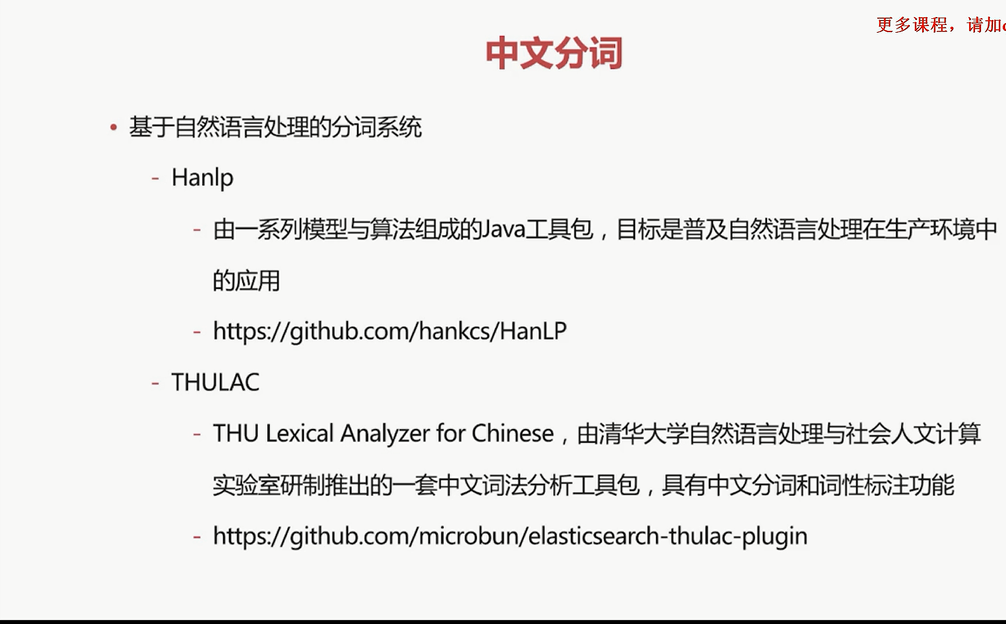 更多课程，请加
中文分词
• 基于自然语言处理的分词系统
- Hanlp
- 由一系列模型与算法组成的Java工具包，目标是普及自然语言处理在生产环境中
的应用
- https://github.com/hankcs/HanLP
- THULAC
- THU Lexical Analyzer for Chinese，由清华大学自然语言处理与社会人文计算
实验室研制推出的一套中文词法分析工具包，具有中文分词和词性标注功能
- https://github.com/microbun/elasticsearch-thulac-plugin